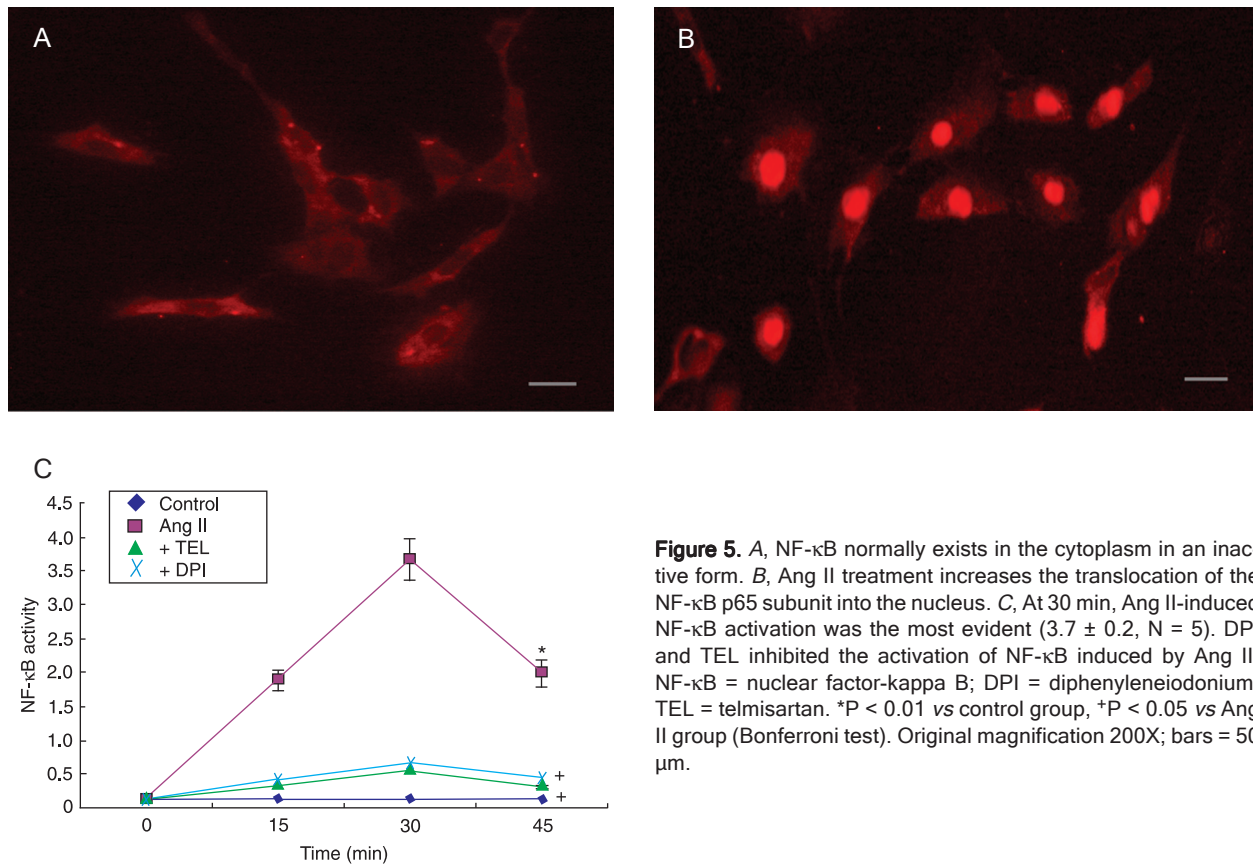 A
B
C
Control
Ang II
+ TEL
+ DPI
4.5
4.0
3.5
3.0
2.5
2.0
1.5
1.0
0.5
0
NF-κB activity
*
+
+
0 15 30 45
Time (min)
Figure 5. A, NF-κB normally exists in the cytoplasm in an inac-
tive form. B, Ang II treatment increases the translocation of the
NF-κB p65 subunit into the nucleus. C, At 30 min, Ang II-induced
NF-κB activation was the most evident (3.7 ± 0.2, N = 5). DP
and TEL inhibited the activation of NF-κB induced by Ang II
NF-κB = nuclear factor-kappa B; DPI = diphenyleneiodonium
TEL = telmisartan. *P < 0.01 vs control group, +P < 0.05 vs Ang
II group (Bonferroni test). Original magnification 200X; bars = 50
µm.